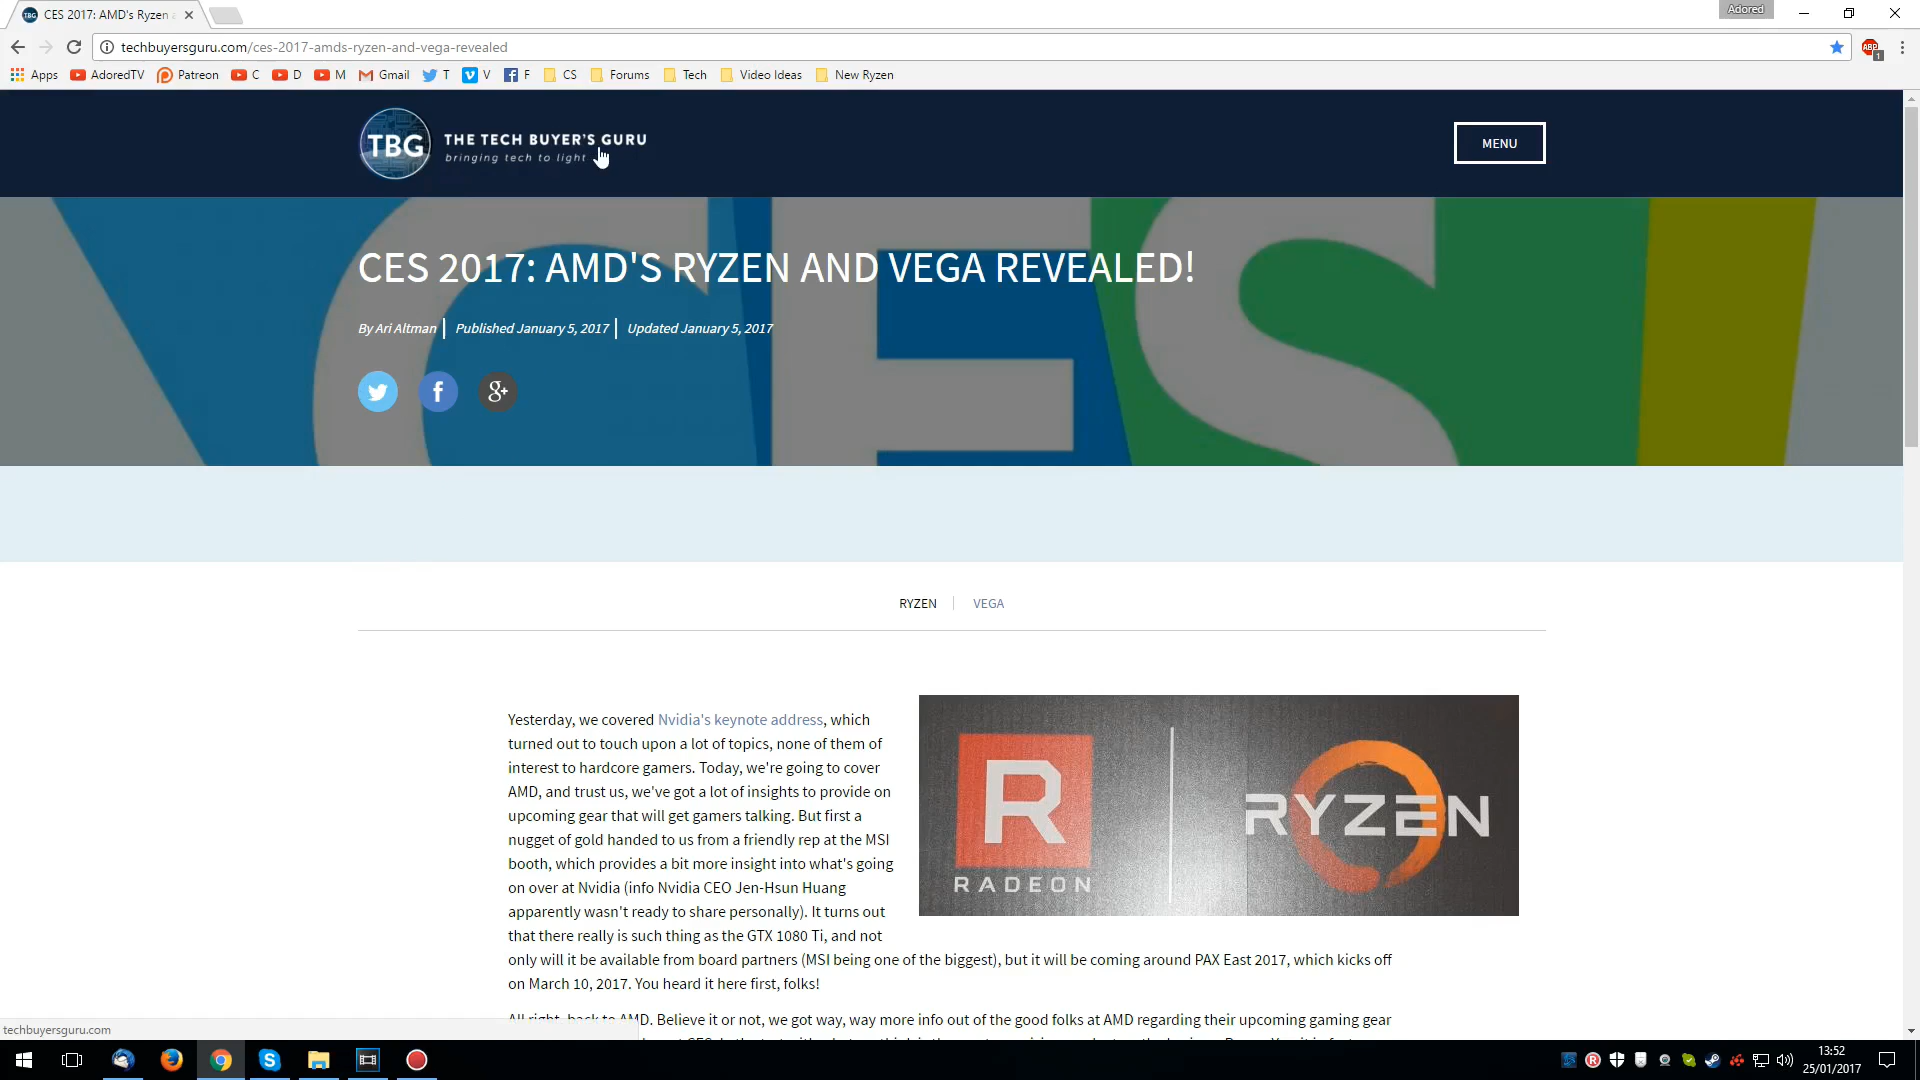 CES 2017: AMD's Ryzen
Adored
techbuyersguru.com/ces-2017-amds-ryzen-and-vega-revealed
ABP
1
Apps AdoredTV Patreon C D M Gmail T V F CS Forums Tech Video Ideas New Ryzen
TBG
THE TECH BUYER'S GURU
bringing tech to light
MENU
CES
CES 2017: AMD'S RYZEN AND VEGA REVEALED!
By Ari Altman Published January 5, 2017 Updated January 5, 2017
RYZEN VEGA
Yesterday, we covered Nvidia's keynote address, which
turned out to touch upon a lot of topics, none of them of
interest to hardcore gamers. Today, we're going to cover
AMD, and trust us, we've got a lot of insights to provide on
upcoming gear that will get gamers talking. But first a
nugget of gold handed to us from a friendly rep at the MSI
booth, which provides a bit more insight into what's going
on over at Nvidia (info Nvidia CEO Jen-Hsun Huang
apparently wasn't ready to share personally). It turns out
that there really is such thing as the GTX 1080 Ti, and not
only will it be available from board partners (MSI being one of the biggest), but it will be coming around PAX East 2017, which kicks off
on March 10, 2017. You heard it here first, folks!
R
RADEON
RYZEN
All right, back to AMD. Believe it or not, we got way, way more info out of the good folks at AMD regarding their upcoming gaming gear
techbuyersguru.com
13:52
25/01/2017